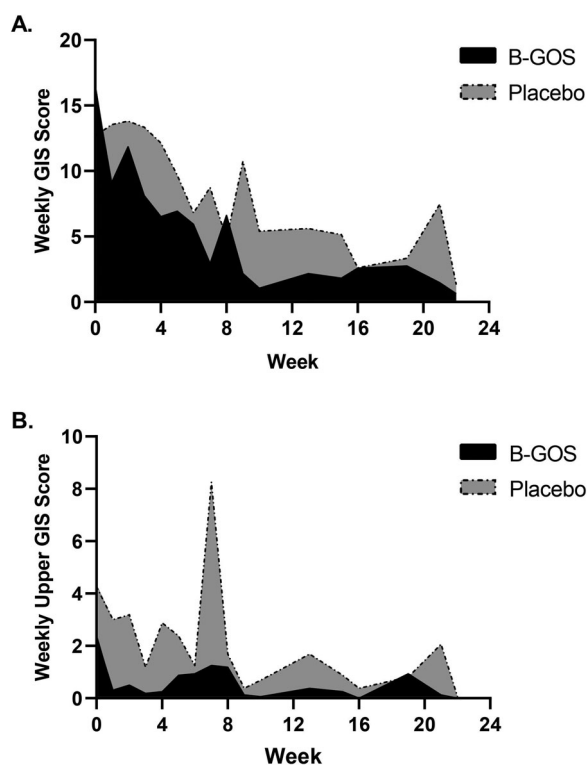 A.
Weekly GIS Score
20
15
10
5
0
0 4 8 12 16 20 24
Week
B-GOS
Placebo
B.
Weekly Upper GIS Score
10
8
6
4
2
0
0 4 8 12 16 20 24
Week
B-GOS
Placebo